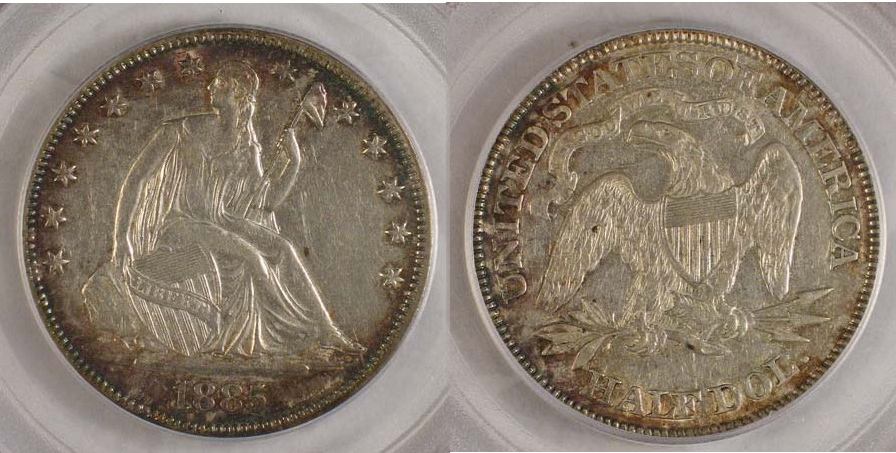 LIBERTY
1885
UNITED STATES OF AMERICA
IN GOD WE TRUST
HALF DOL.